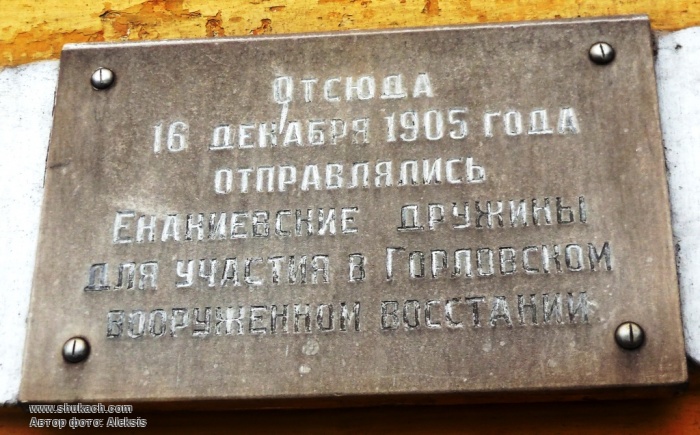 Отсюда
16 декабря 1905 года
отправлялись
Енакиевские дружины
для участия в Горловском
вооруженном восстании
www.shukach.com
Автор фото: Aleksis